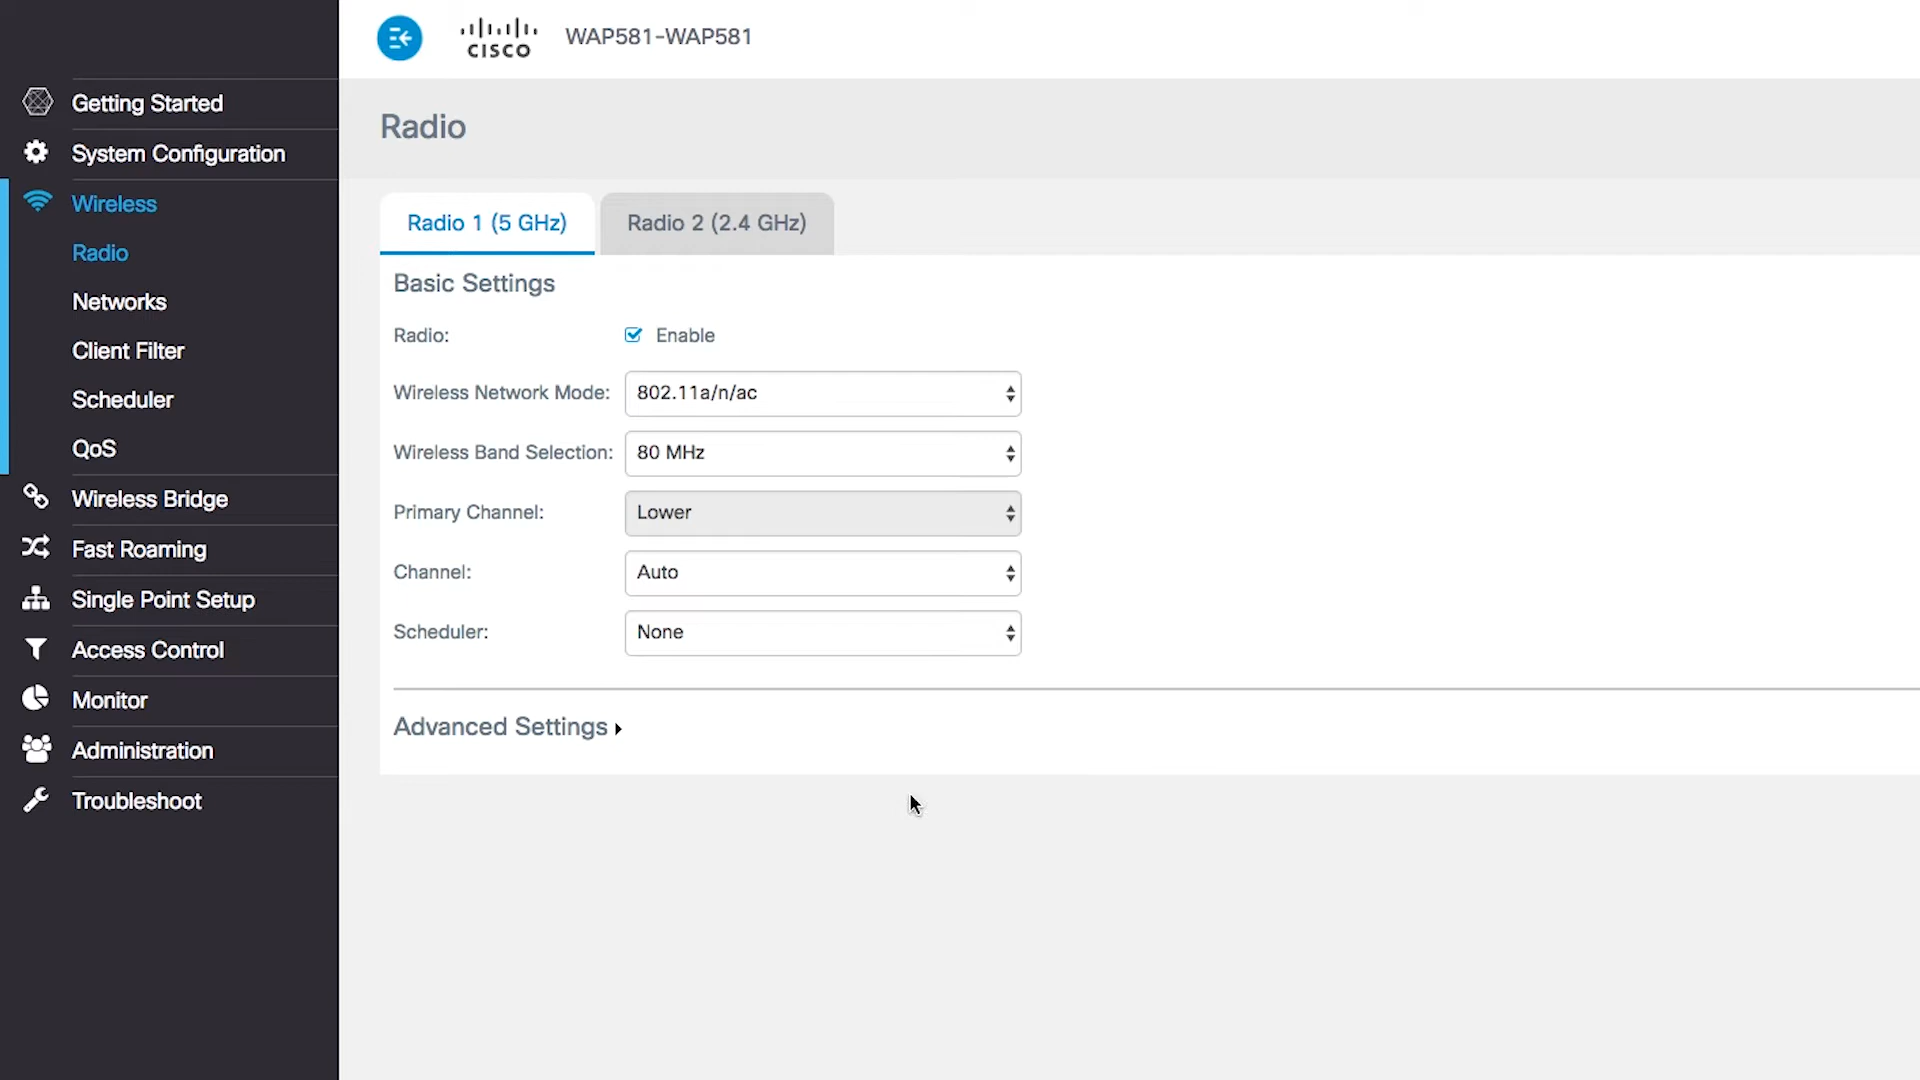 CISCO WAP581-WAP581
Getting Started
System Configuration
Wireless
Radio
Networks
Client Filter
Scheduler
QoS
Wireless Bridge
Fast Roaming
Single Point Setup
Access Control
Monitor
Administration
Troubleshoot
Radio
Radio 1 (5 GHz) Radio 2 (2.4 GHz)
Basic Settings
Radio: Enable
Wireless Network Mode: 802.11a/n/ac
Wireless Band Selection: 80 MHz
Primary Channel: Lower
Channel: Auto
Scheduler: None
Advanced Settings